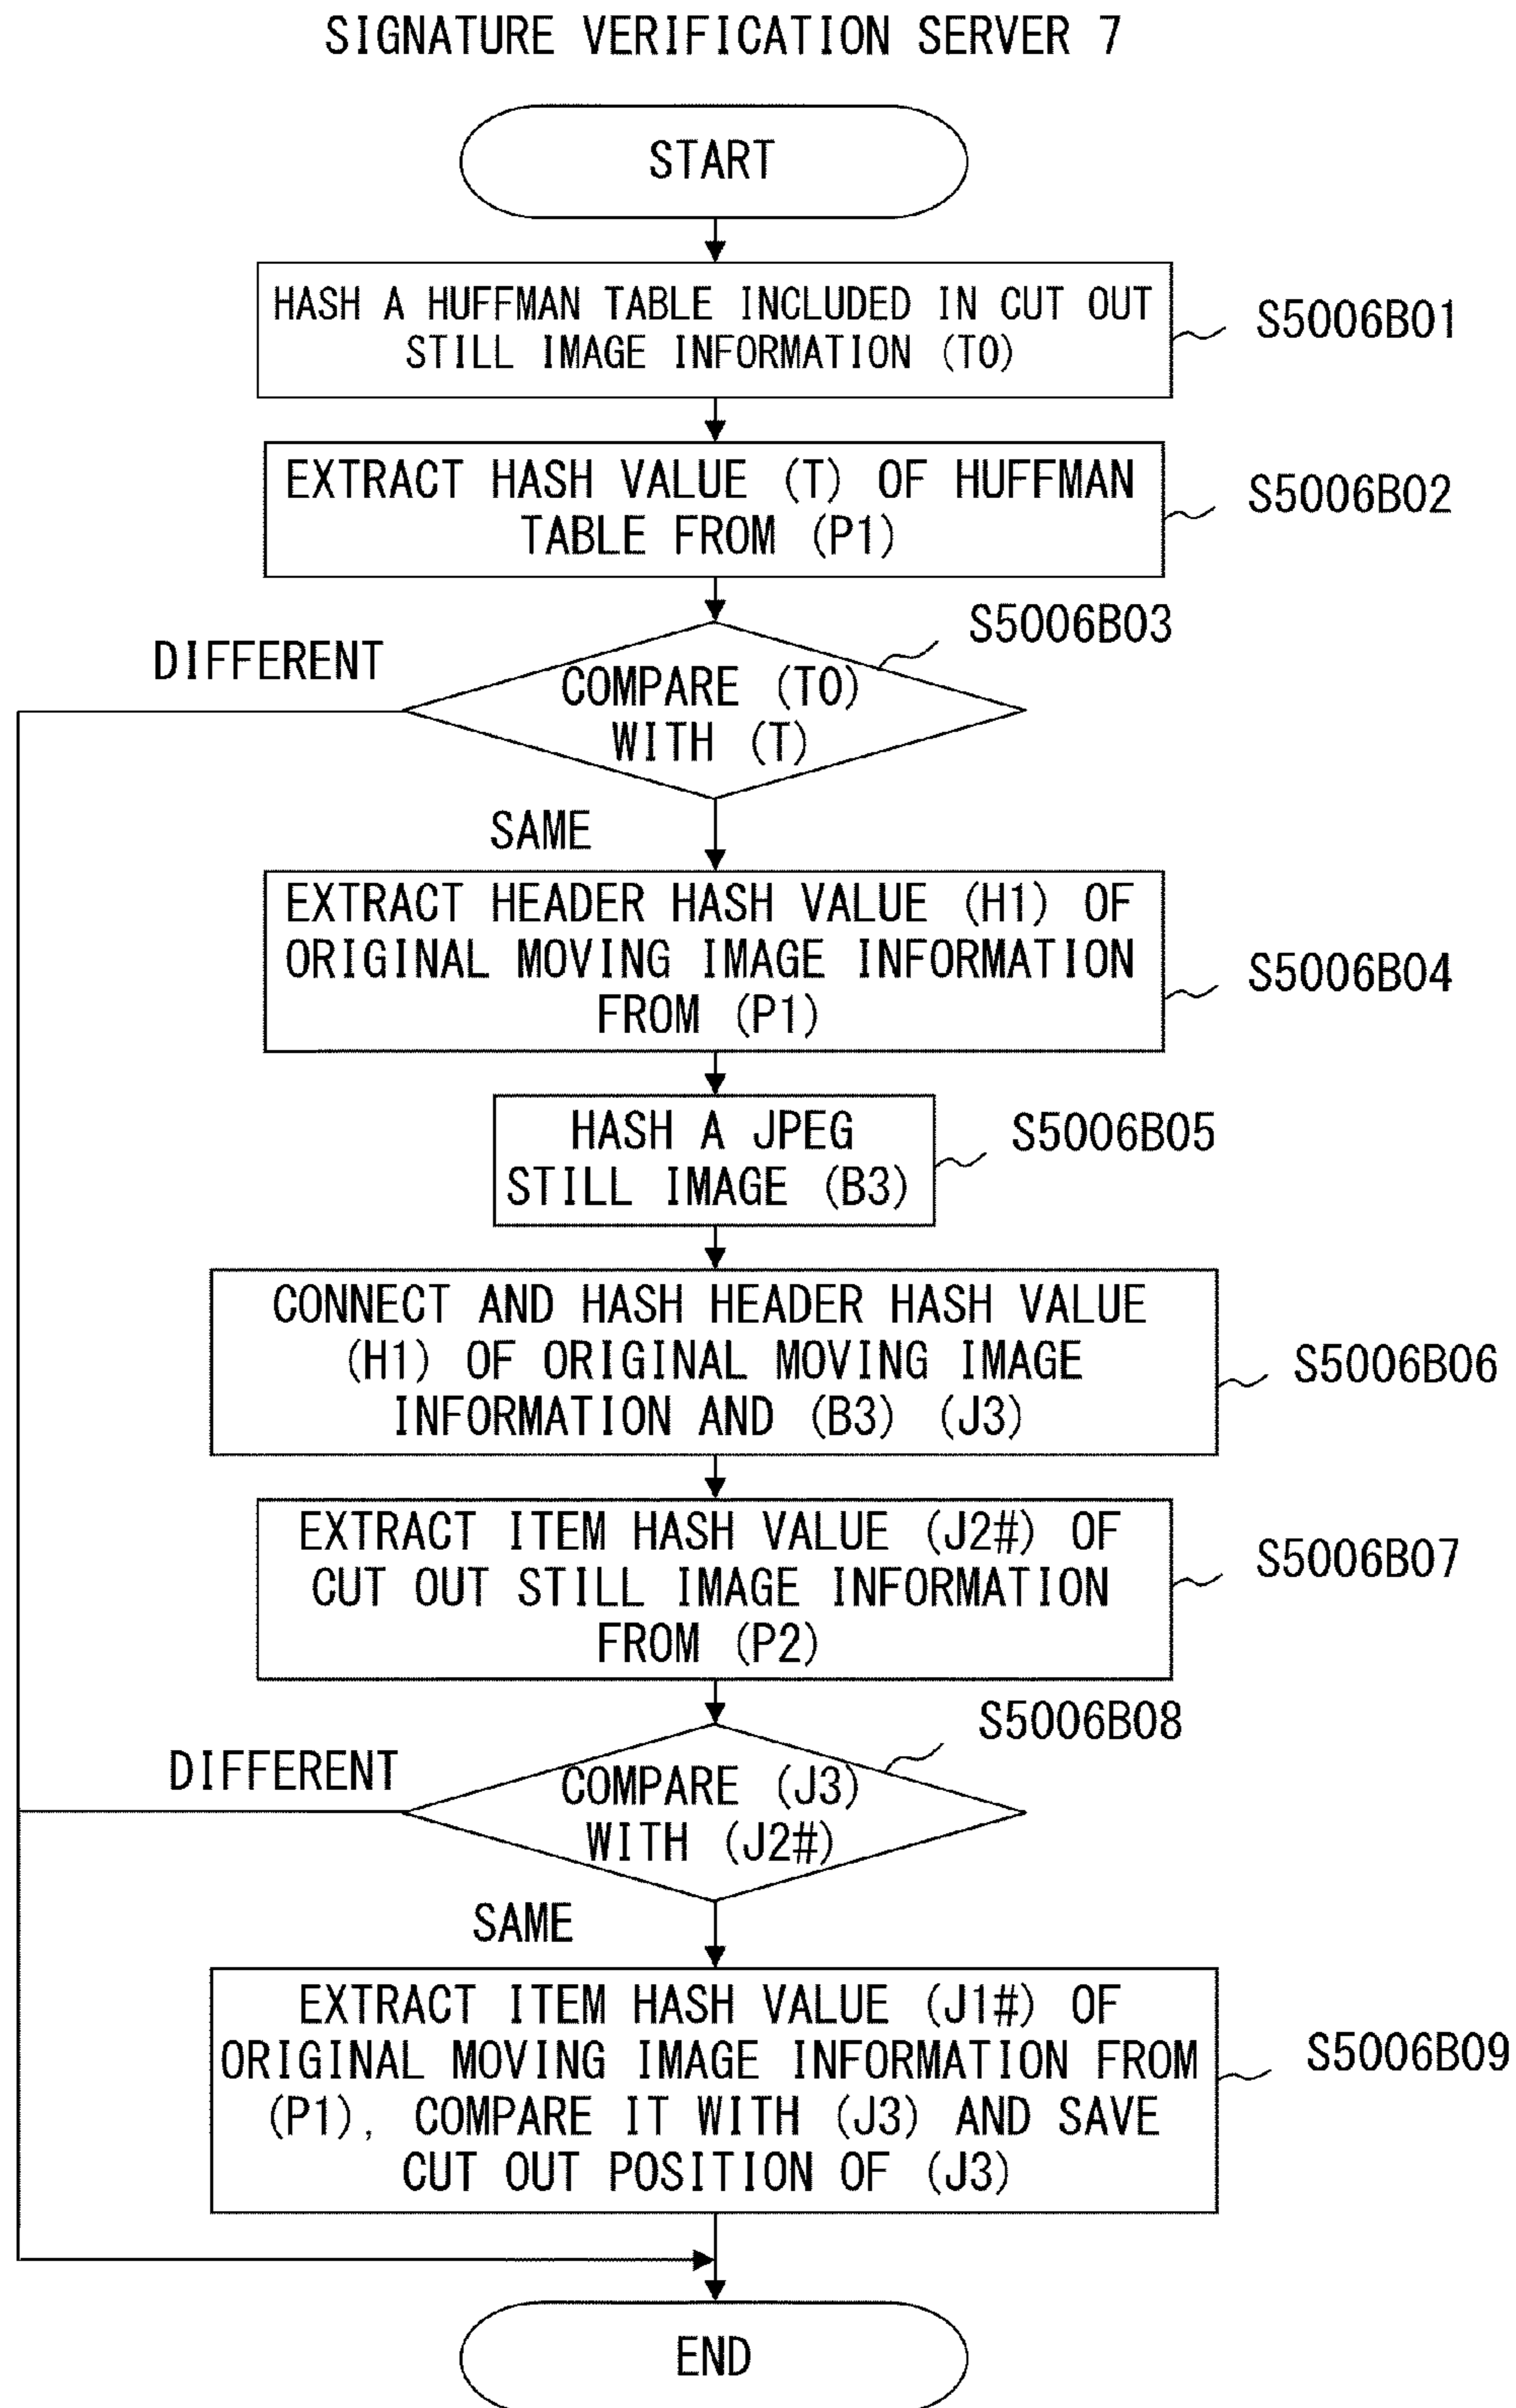 SIGNATURE VERIFICATION SERVER 7
START
HASH A HUFFMAN TABLE INCLUDED IN CUT OUT
STILL IMAGE INFORMATION (T0)
S5006B01
EXTRACT HASH VALUE (T) OF HUFFMAN
TABLE FROM (P1)
S5006B02
S5006B03
DIFFERENT
COMPARE (T0)
WITH (T)
SAME
EXTRACT HEADER HASH VALUE (H1) OF
ORIGINAL MOVING IMAGE INFORMATION
FROM (P1)
S5006B04
HASH A JPEG
STILL IMAGE (B3)
S5006B05
CONNECT AND HASH HEADER HASH VALUE
(H1) OF ORIGINAL MOVING IMAGE
INFORMATION AND (B3) (J3)
S5006B06
EXTRACT ITEM HASH VALUE (J2#) OF
CUT OUT STILL IMAGE INFORMATION
FROM (P2)
S5006B07
S5006B08
DIFFERENT
COMPARE (J3)
WITH (J2#)
SAME
EXTRACT ITEM HASH VALUE (J1#) OF
ORIGINAL MOVING IMAGE INFORMATION FROM
(P1), COMPARE IT WITH (J3) AND SAVE
CUT OUT POSITION OF (J3)
S5006B09
END